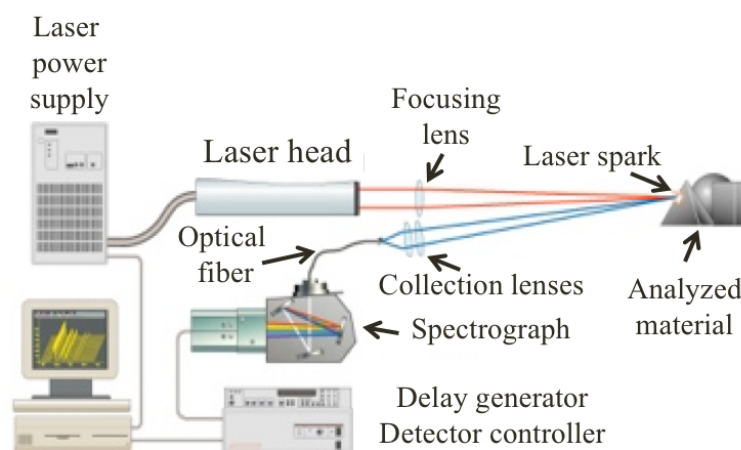 Laser
power
supply
Focusing
lens
Laser head
Laser spark
Optical
fiber
Collection lenses
Analyzed
material
Spectrograph
Delay generator
Detector controller